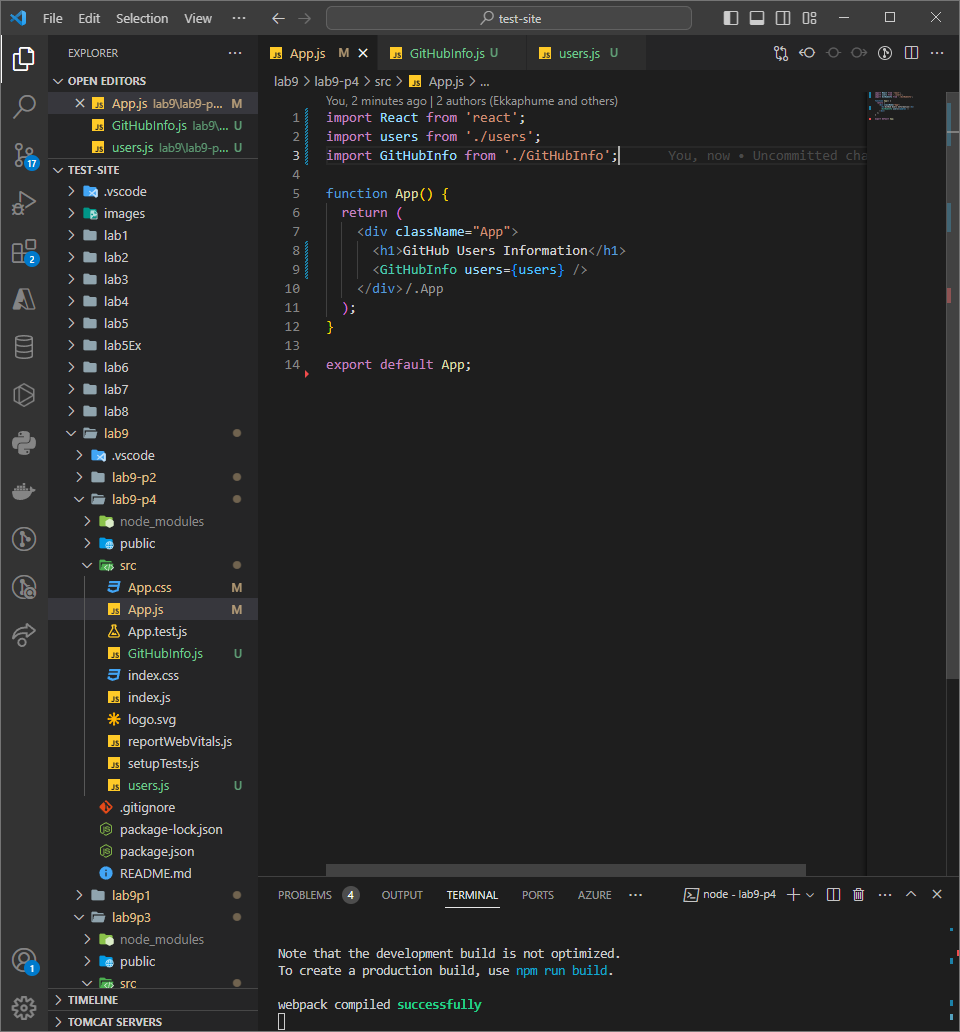 File Edit Selection View ··· test-site
EXPLORER ···
OPEN EDITORS
App.js lab9\lab9-p... M
GitHubInfo.js lab9\... U
users.js lab9\lab9-p... U
TEST-SITE
.vscode
images
lab1
lab2
lab3
lab4
lab5
lab5Ex
lab6
lab7
lab8
lab9
.vscode
lab9-p2
lab9-p4
node_modules
public
src
App.css M
App.js M
App.test.js
GitHubInfo.js U
index.css
index.js
logo.svg
reportWebVitals.js
setupTests.js
users.js U
.gitignore
package-lock.json
package.json
README.md
lab9p1
lab9p3
node_modules
public
src
TIMELINE
TOMCAT SERVERS
17
2
1
App.js M GitHubInfo.js U users.js U
lab9 > lab9-p4 > src > App.js > ...
You, 2 minutes ago | 2 authors (Ekkaphume and others)
1 import React from 'react';
2 import users from './users';
3 import GitHubInfo from './GitHubInfo'; You, now • Uncommitted cha
4
5 function App() {
6 return (
7 <div className="App">
8 <h1>GitHub Users Information</h1>
9 <GitHubInfo users={users} />
10 </div>/.App
11 );
12 }
13
14 export default App;
PROBLEMS 4 OUTPUT TERMINAL PORTS AZURE ··· node - lab9-p4
Note that the development build is not optimized.
To create a production build, use npm run build.
webpack compiled successfully